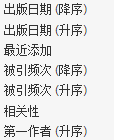 出版日期 (降序)
出版日期 (升序)
最近添加
被引频次 (降序)
被引频次 (升序)
相关性
第一作者 (升序)